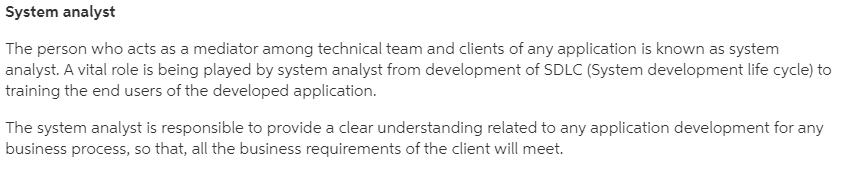 System analyst
The person who acts as a mediator among technical team and clients of any application is known as system
analyst. A vital role is being played by system analyst from development of SDLC (System development life cycle) to
training the end users of the developed application.
The system analyst is responsible to provide a clear understanding related to any application development for any
business process, so that, all the business requirements of the client will meet.